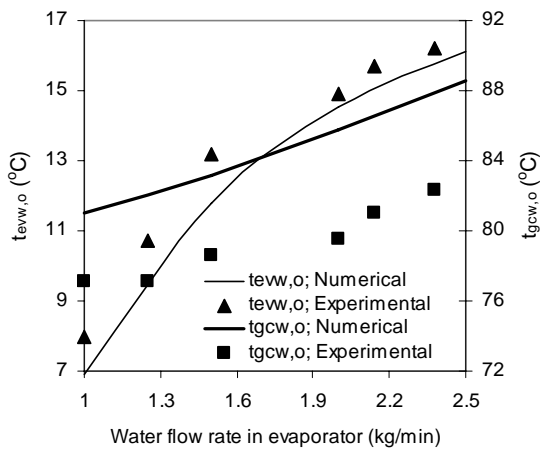 17
15
13
11
9
7
tevw,o (oC)
92
88
84
80
76
72
tgcw,o (oC)
tevw,o; Numerical
tevw,o; Experimental
tgcw,o; Numerical
tgcw,o; Experimental
1 1.3 1.6 1.9 2.2 2.5
Water flow rate in evaporator (kg/min)